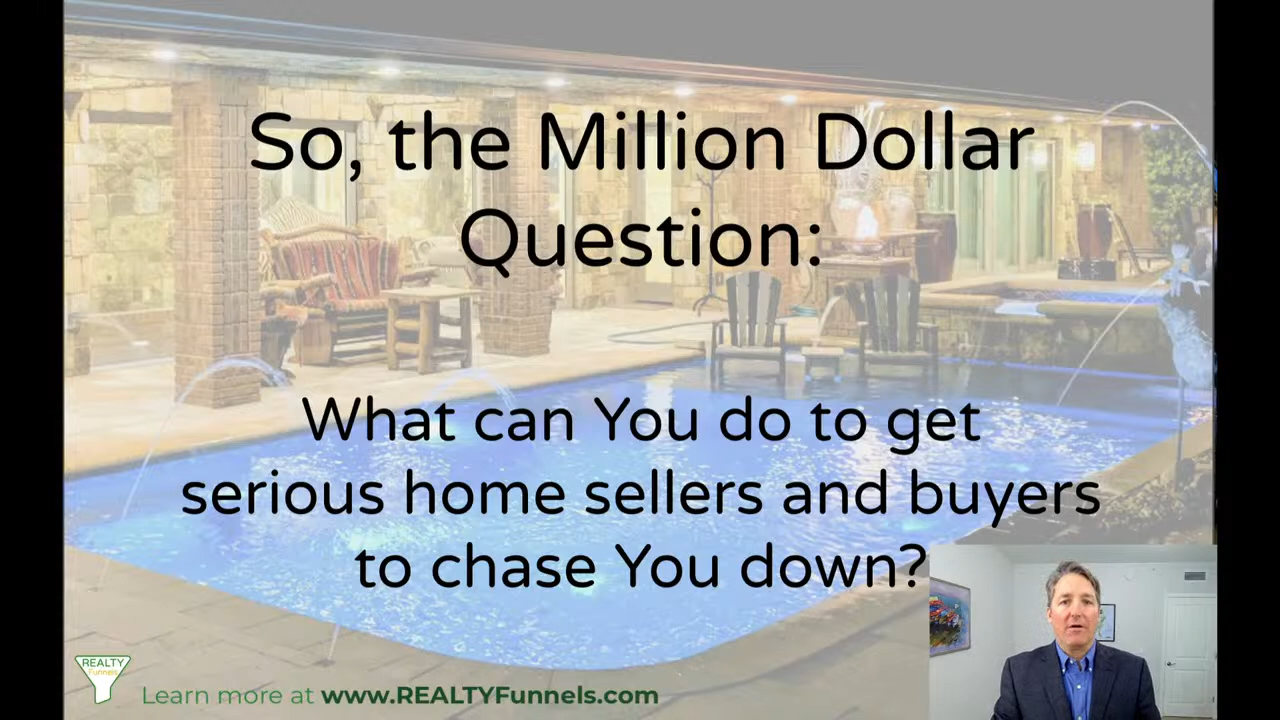 So, the Million Dollar
Question:
What can You do to get
serious home sellers and buyers
to chase You down?
REALTY
Funnels
Learn more at www.REALTYFunnels.com